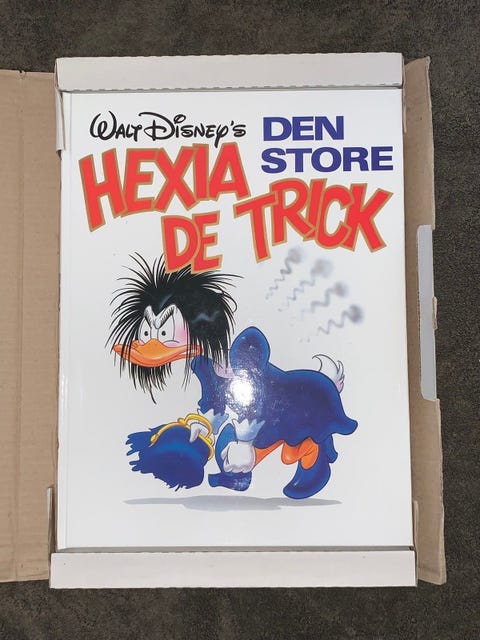 WALT DISNEY'S DEN STORE
HEXIA DE TRICK